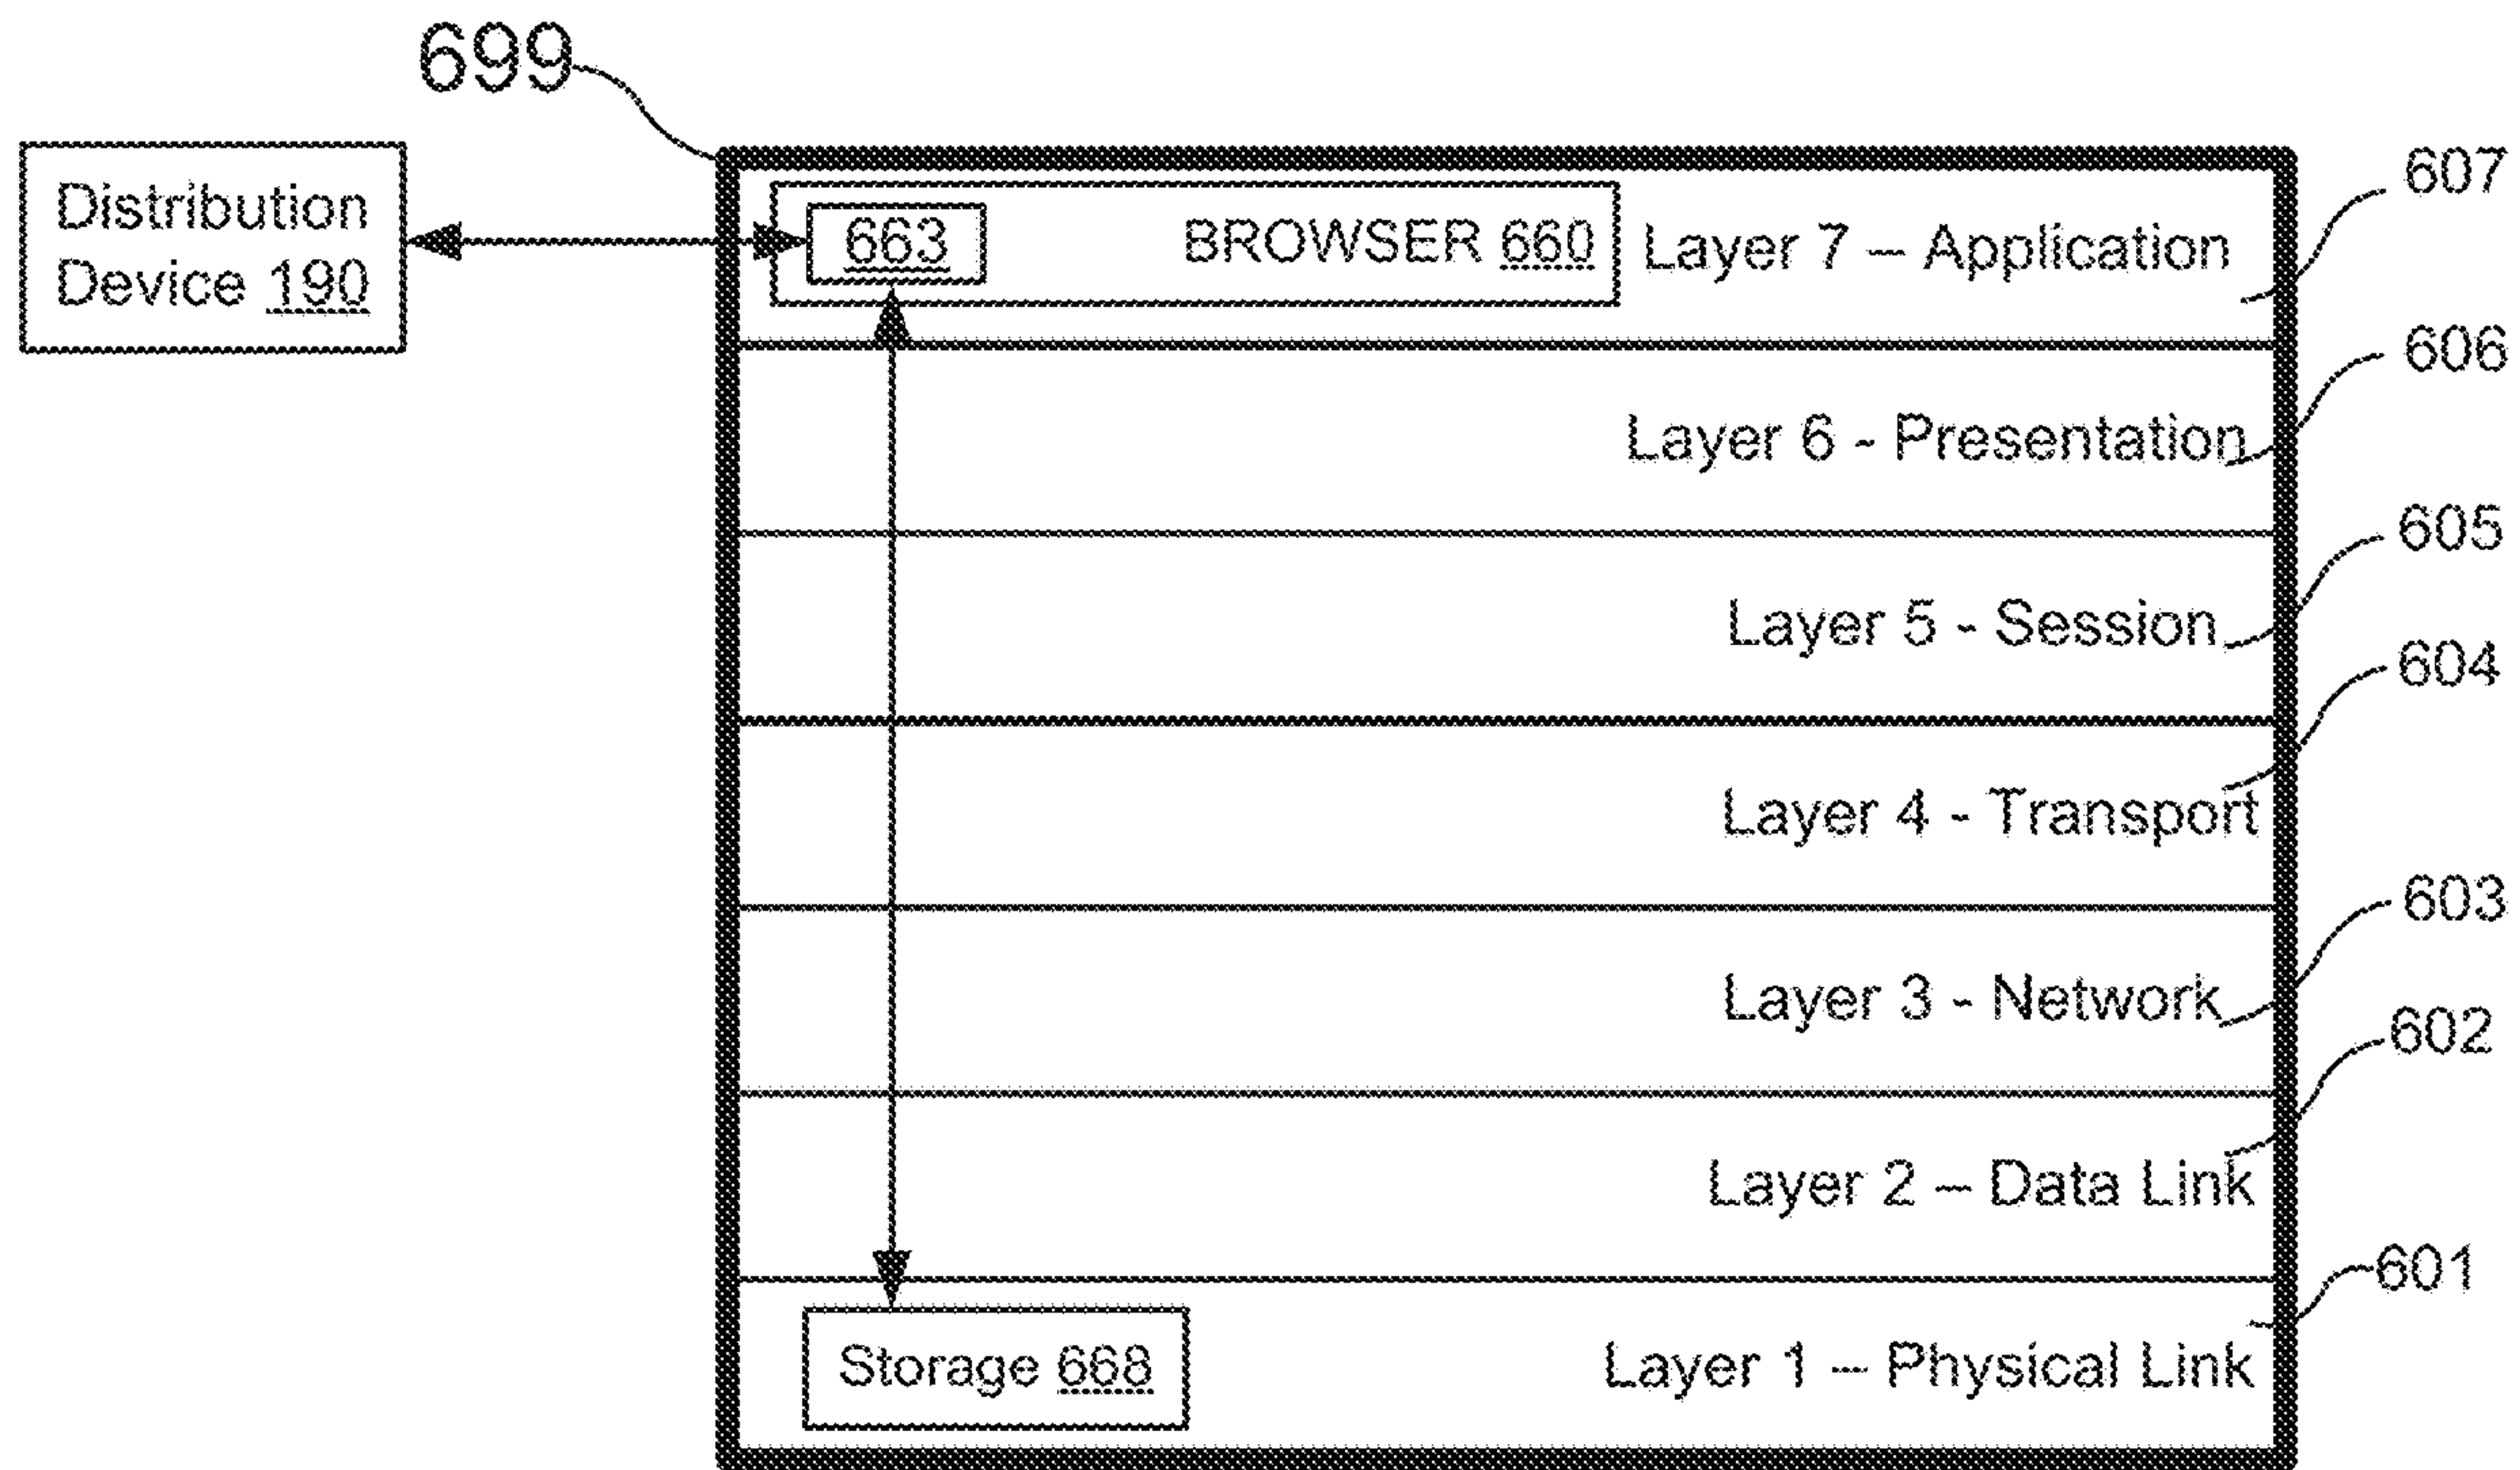 699
Distribution
Device 190
663
BROWSER 660
Layer 7 – Application
607
Layer 6 - Presentation
606
Layer 5 - Session
605
Layer 4 - Transport
604
Layer 3 - Network
603
Layer 2 – Data Link
602
Storage 668
Layer 1 – Physical Link
601